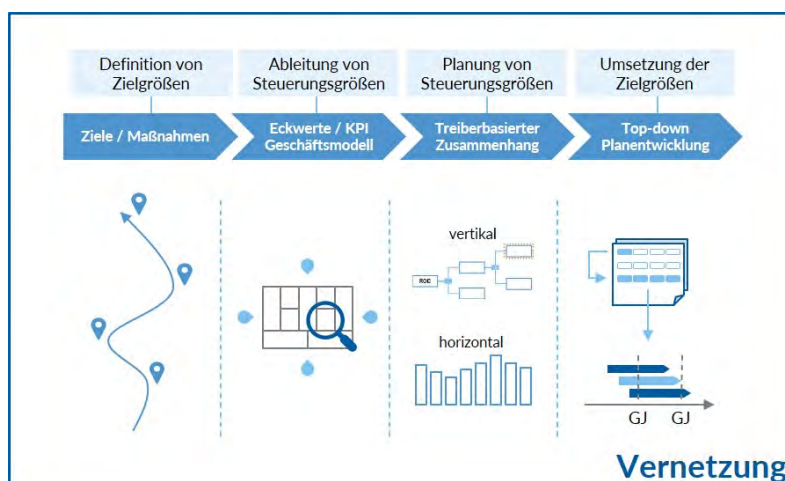 Definition von
Zielgrößen
Ableitung von
Steuerungsgrößen
Planung von
Steuerungsgrößen
Umsetzung der
Zielgrößen
Ziele / Maßnahmen
Eckwerte / KPI
Geschäftsmodell
Treiberbasierter
Zusammenhang
Top-down
Planentwicklung
vertikal
ROIC
horizontal
GJ
GJ
Vernetzung